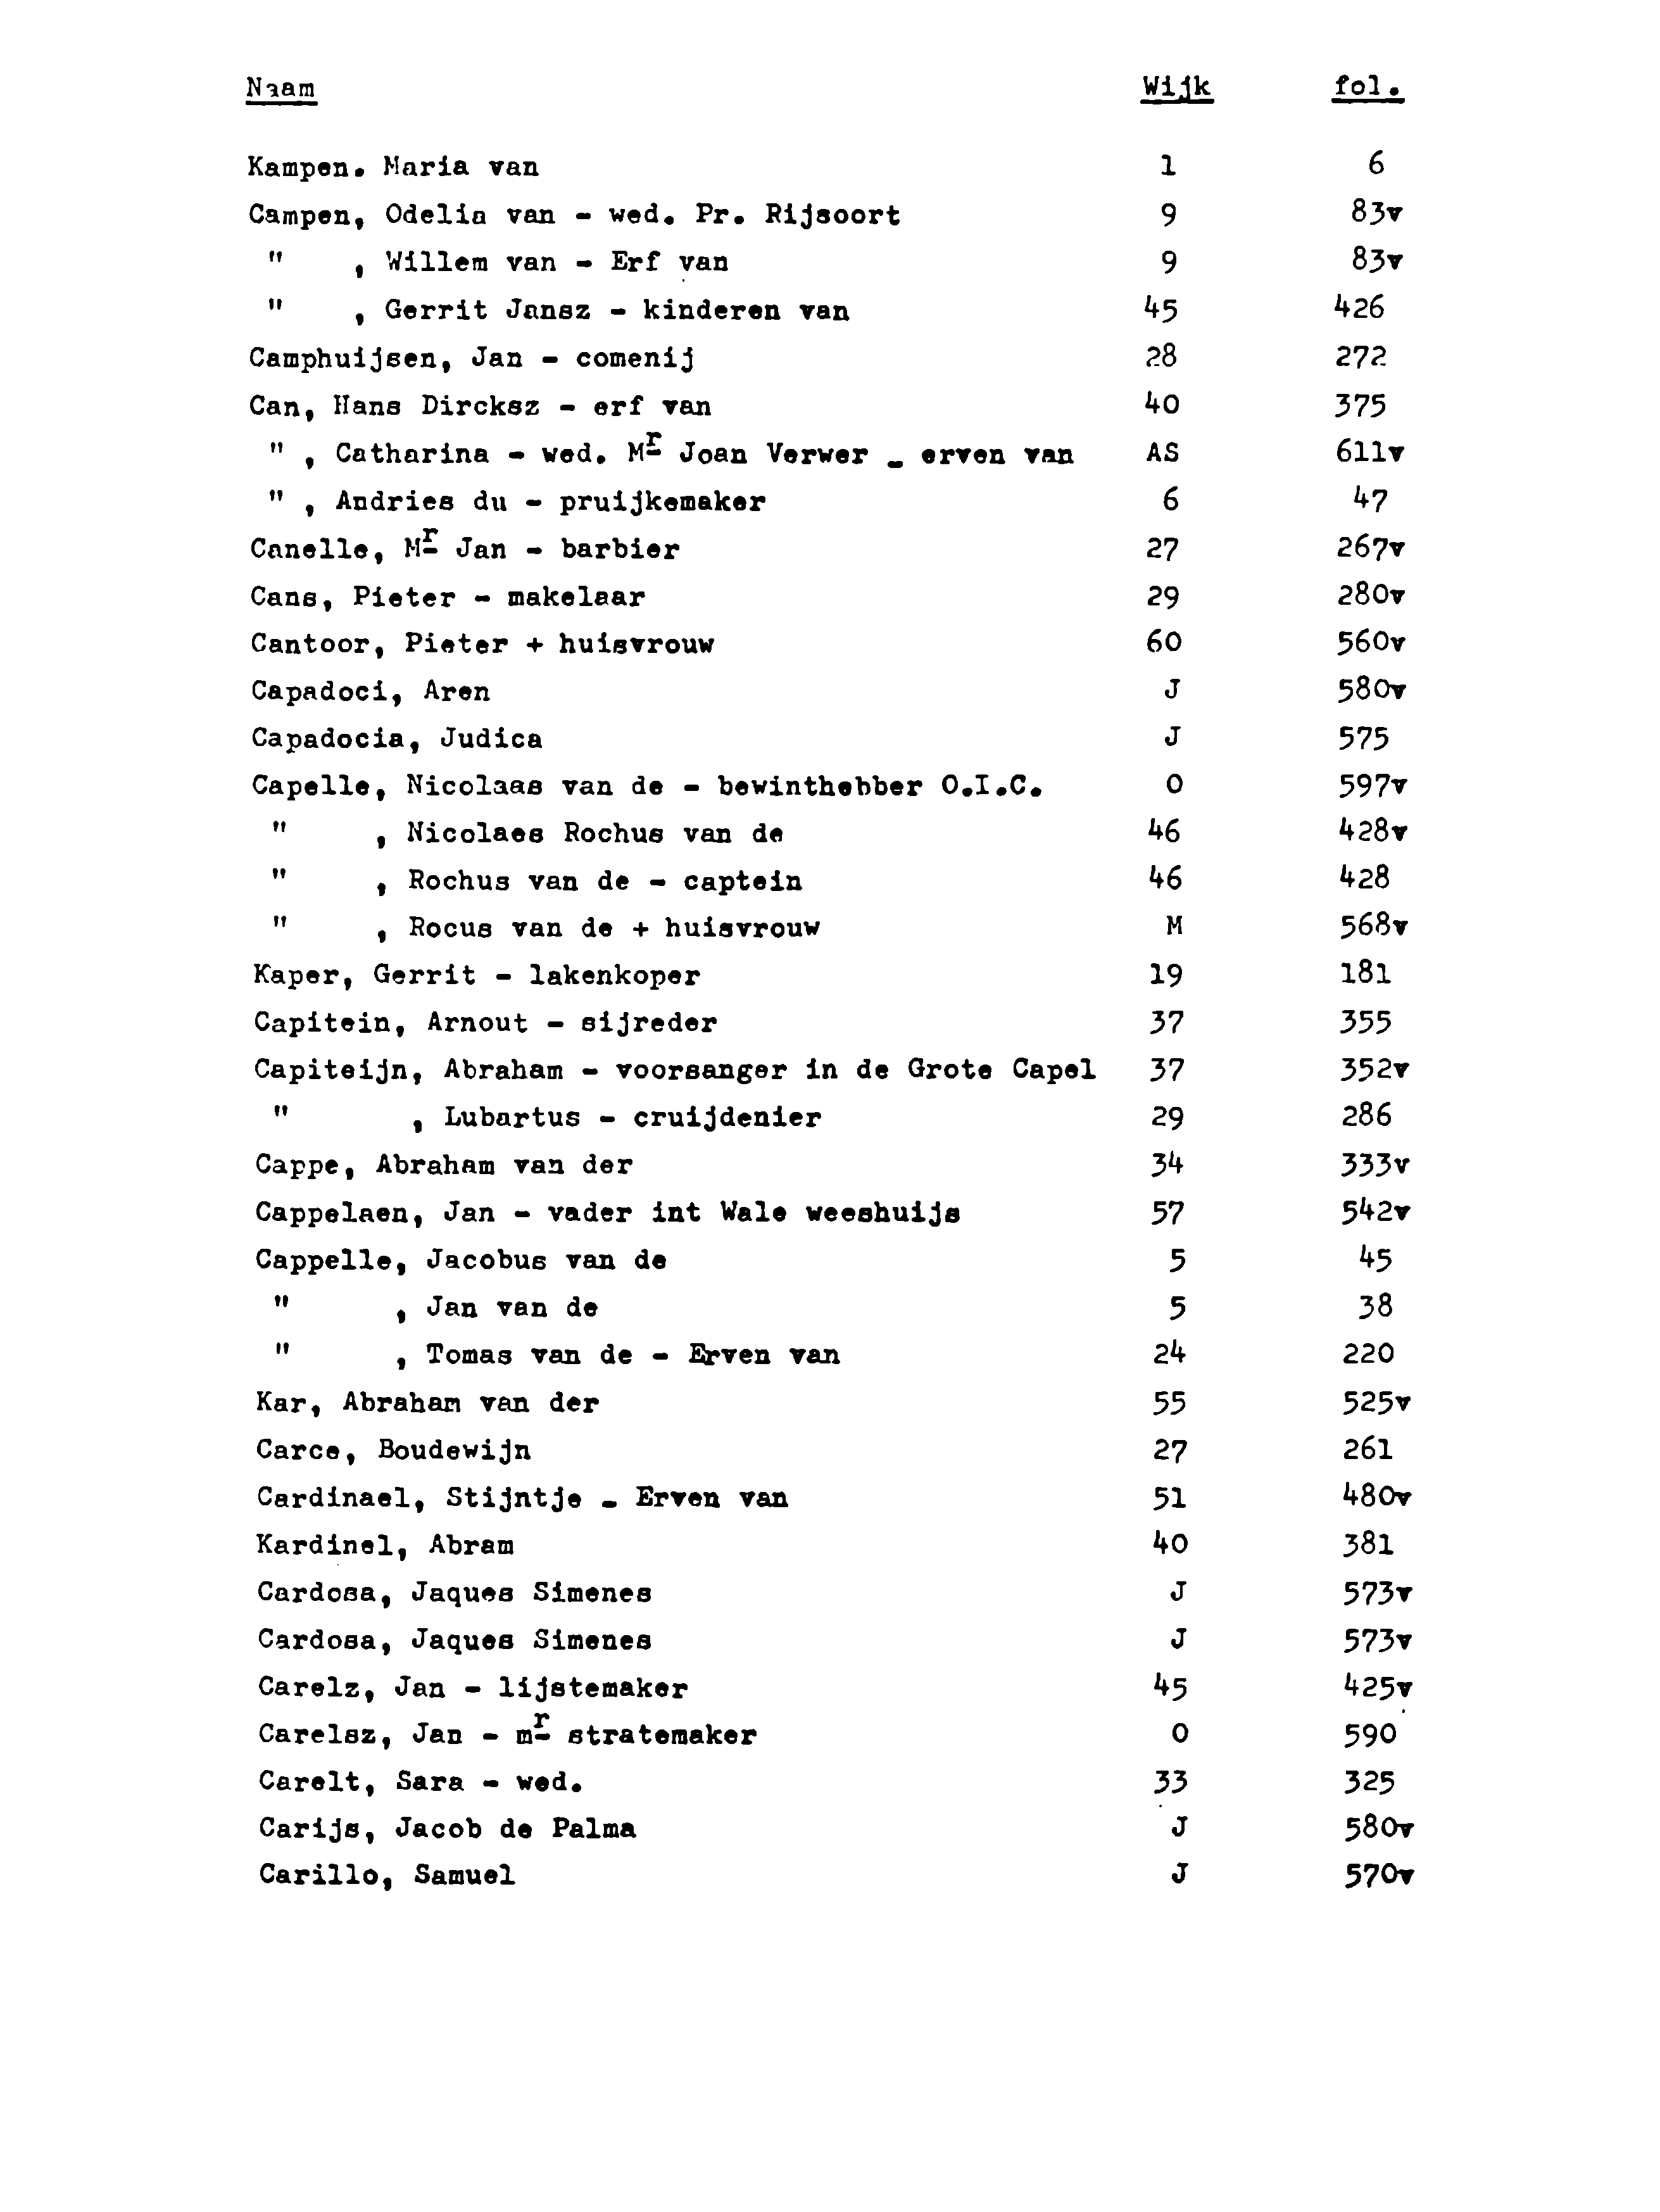 Naam Wijk fol.
Kampen. Maria van 1 6
Campen, Odelia van - wed. Pr. Rijsoort 9 83v
" , Willem van - Erf van 9 83v
" , Gerrit Jansz - kinderen van 45 426
Camphuijsen, Jan - comenij 28 272
Can, Hans Dircksz - erf van 40 375
" , Catharina - wed. Mr Joan Verwer - erven van AS 611v
" , Andries du - pruijkemaker 6 47
Canelle, Mr Jan - barbier 27 267v
Cans, Pieter - makelaar 29 280v
Cantoor, Pieter + huisvrouw 60 560v
Capadoci, Aren J 580v
Capadocia, Judica J 575
Capelle, Nicolaas van de - bewinthebber O.I.C. O 597v
" , Nicolaes Rochus van de 46 428v
" , Rochus van de - captein 46 428
" , Rocus van de + huisvrouw M 568v
Kaper, Gerrit - lakenkoper 19 181
Capitein, Arnout - sijreder 37 355
Capiteijn, Abraham - voorsanger in de Grote Capel 37 352v
" , Lubartus - cruijdenier 29 286
Cappe, Abraham van der 34 333v
Cappelaen, Jan - vader int Wale weeshuijs 57 542v
Cappelle, Jacobus van de 5 45
" , Jan van de 5 38
" , Tomas van de - Erven van 24 220
Kar, Abraham van der 55 525v
Carce, Boudewijn 27 261
Cardinael, Stijntje - Erven van 51 480v
Kardinel, Abram 40 381
Cardosa, Jaques Simenes J 573v
Cardosa, Jaques Simenes J 573v
Carelz, Jan - lijstemaker 45 425v
Carelsz, Jan - mr stratemaker O 590
Carelt, Sara - wed. 33 325
Carijs, Jacob de Palma J 580v
Carillo, Samuel J 570v